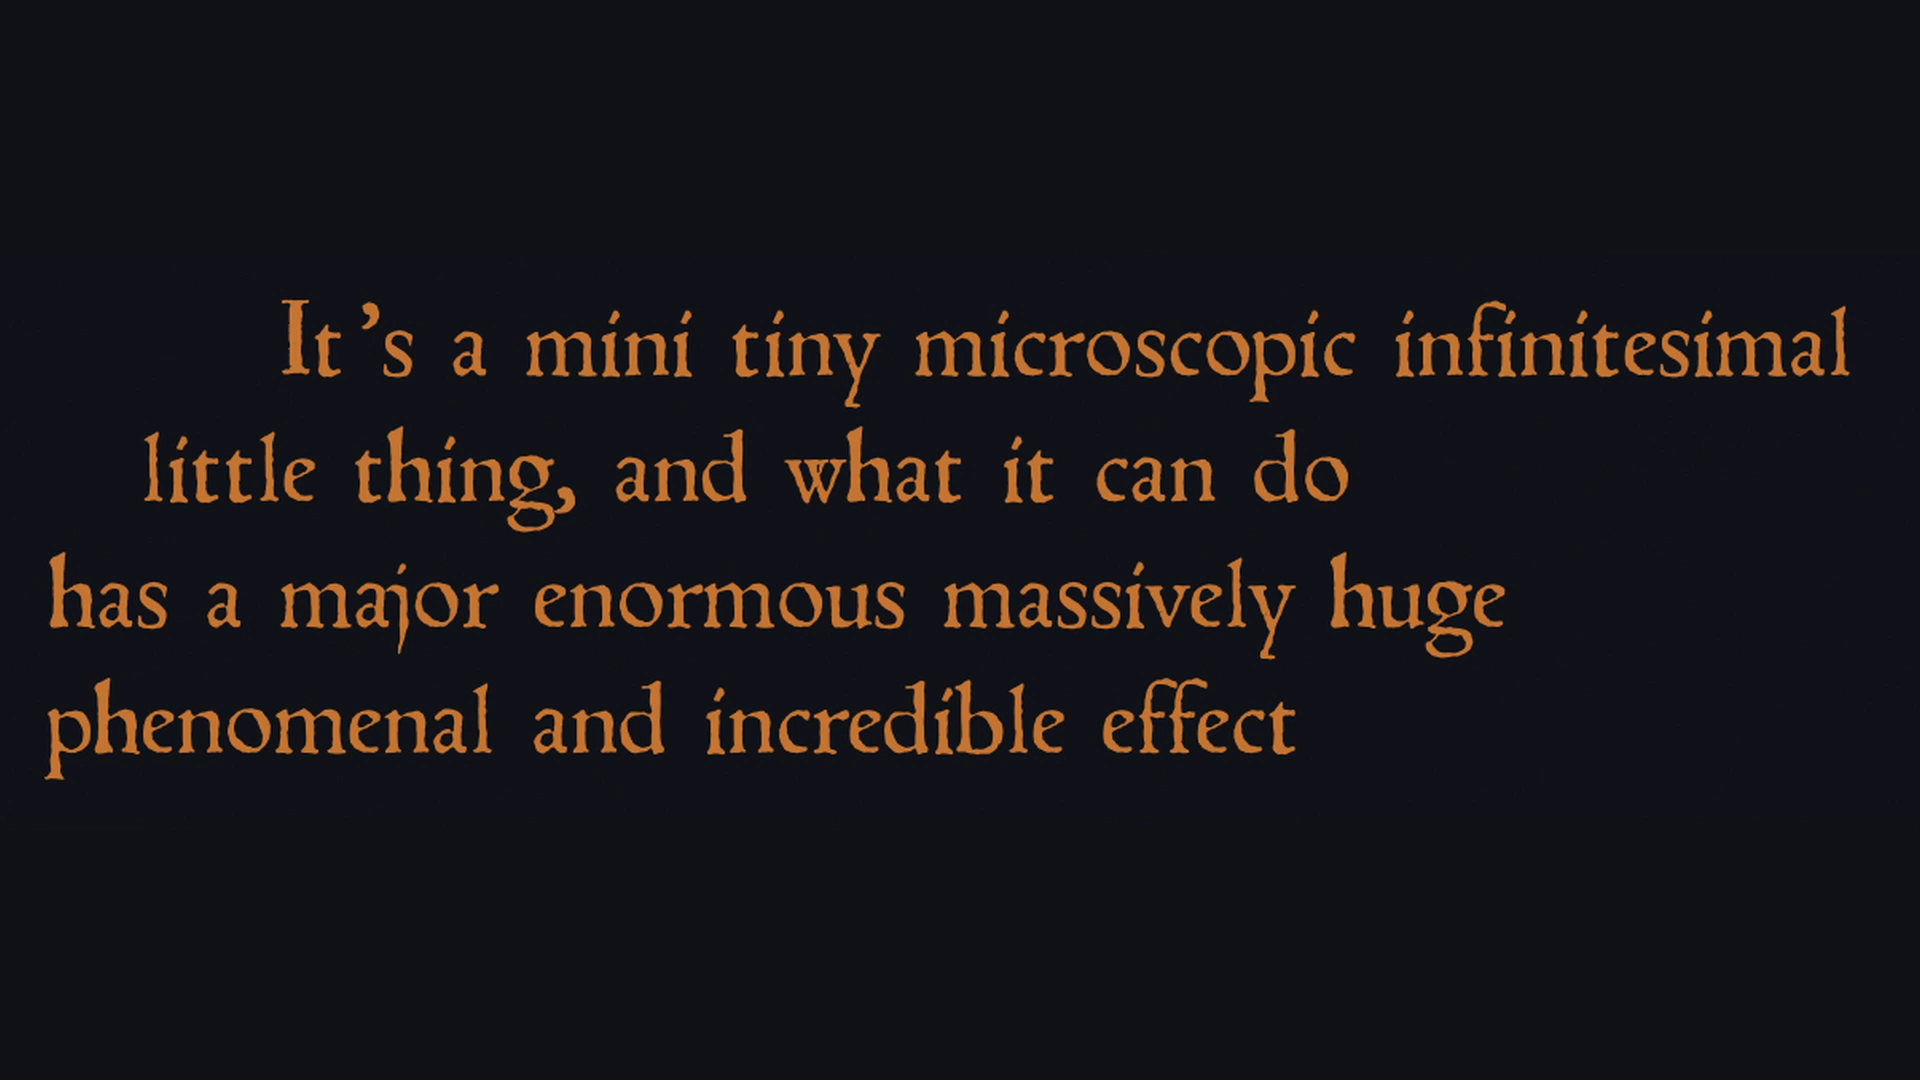 It's a mini tiny microscopic infinitesimal
little thing, and what it can do
has a major enormous massively huge
phenomenal and incredible effect